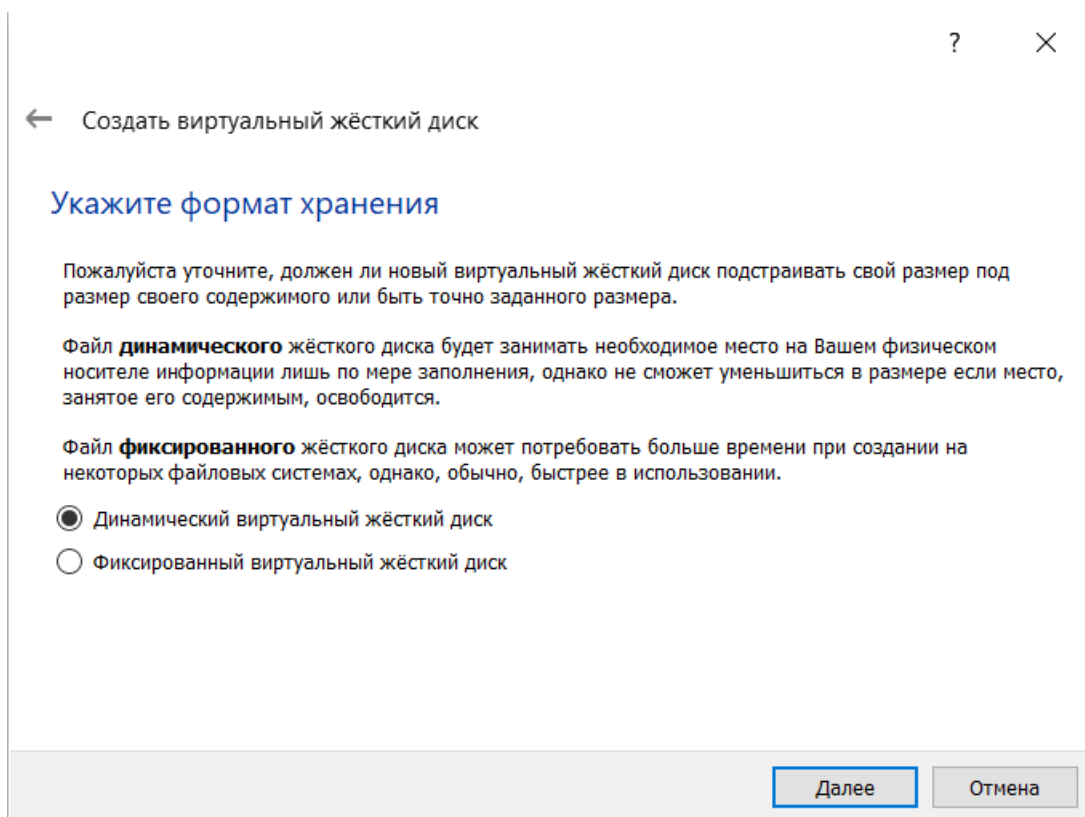 ?
Создать виртуальный жёсткий диск
Укажите формат хранения
Пожалуйста уточните, должен ли новый виртуальный жёсткий диск подстраивать свой размер под
размер своего содержимого или быть точно заданного размера.
Файл динамического жёсткого диска будет занимать необходимое место на Вашем физическом
носителе информации лишь по мере заполнения, однако не сможет уменьшиться в размере если место,
занятое его содержимым, освободится.
Файл фиксированного жёсткого диска может потребовать больше времени при создании на
некоторых файловых системах, однако, обычно, быстрее в использовании.
Динамический виртуальный жёсткий диск
Фиксированный виртуальный жёсткий диск
Далее Отмена